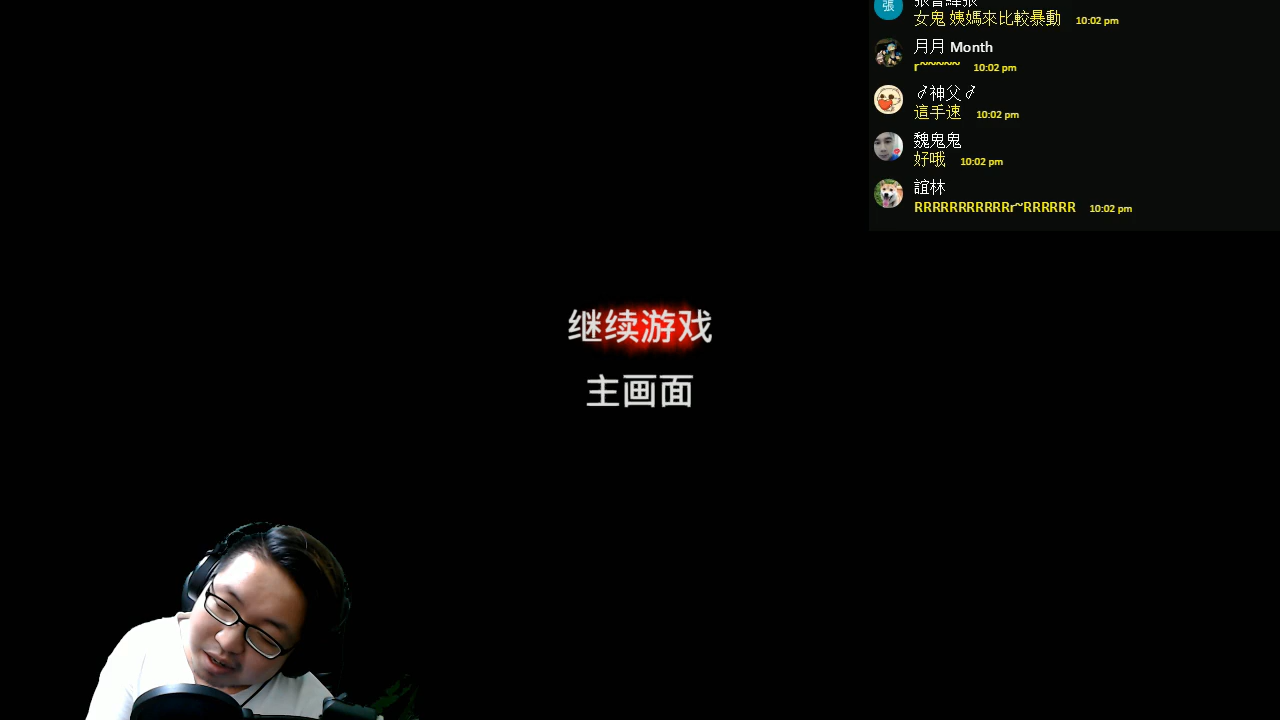 張
女鬼 姨媽來比較暴動 10:02 pm
月月 Month
r~~~~~ 10:02 pm
♂神父♂
這手速 10:02 pm
魏鬼鬼
好哦 10:02 pm
誼林
RRRRRRRRRRRr~RRRRRR 10:02 pm
继续游戏
主画面